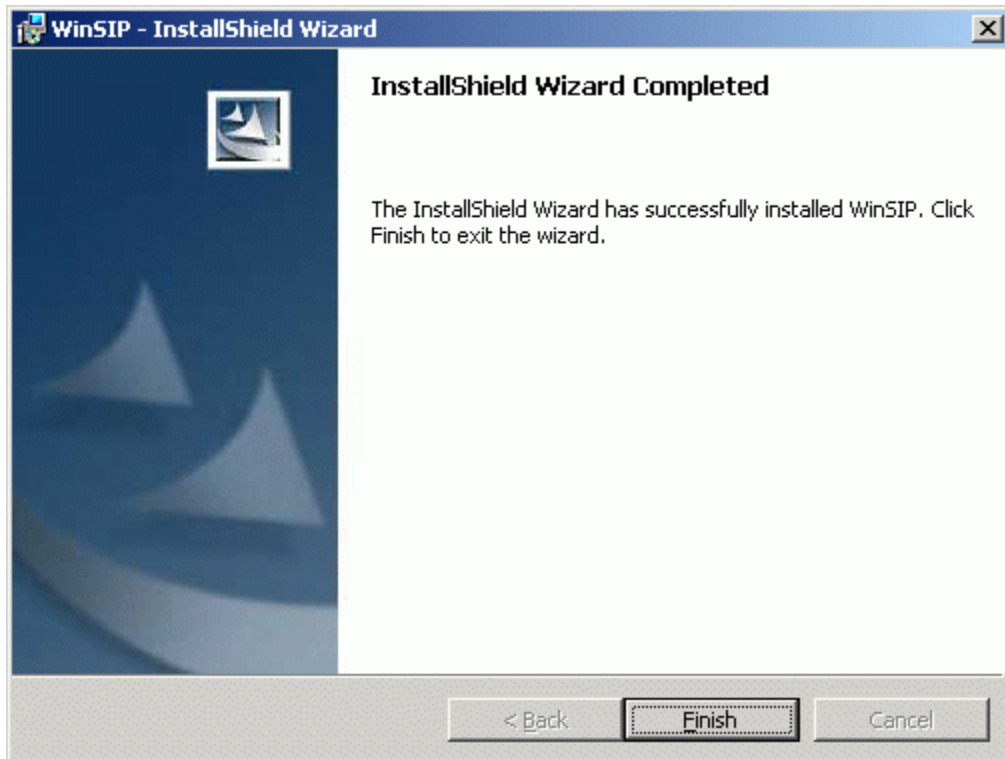 WinSIP - InstallShield Wizard
InstallShield Wizard Completed
The InstallShield Wizard has successfully installed WinSIP. Click
Finish to exit the wizard.
< Back
Finish
Cancel